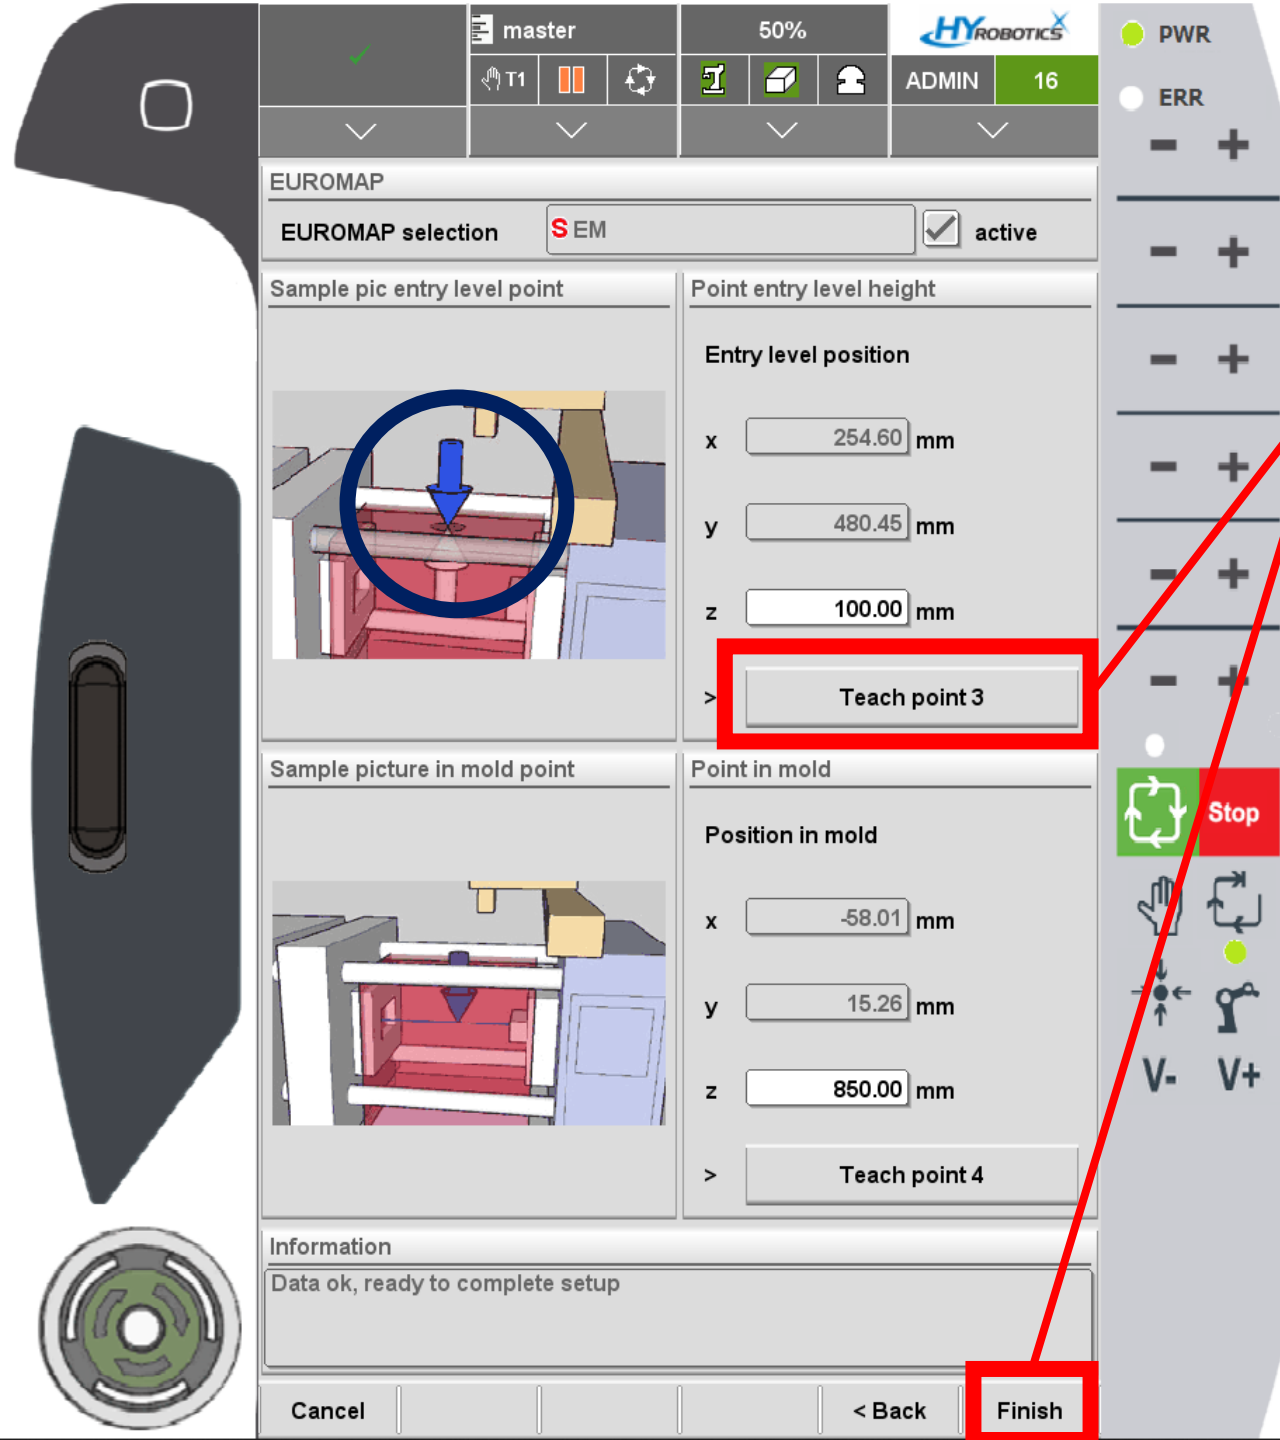 master
50%
HYROBOTICS
T1
ADMIN
16
PWR
ERR
- +
EUROMAP
EUROMAP selection
S EM
active
- +
Sample pic entry level point
Point entry level height
Entry level position
- +
x 254.60 mm
- +
y 480.45 mm
- +
z 100.00 mm
> Teach point 3
- +
Sample picture in mold point
Point in mold
Stop
Position in mold
x -58.01 mm
y 15.26 mm
z 850.00 mm
V- V+
> Teach point 4
Information
Data ok, ready to complete setup
Cancel
< Back
Finish